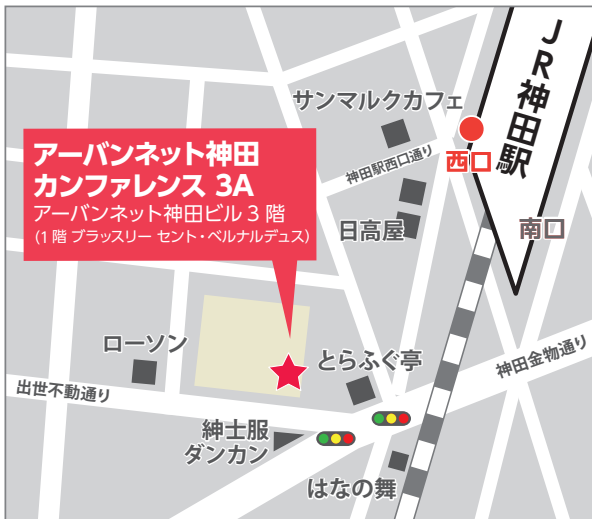 JR神田駅
サンマルクカフェ
西口
神田駅西口通り
アーバンネット神田
カンファレンス 3A
アーバンネット神田ビル 3 階
(1 階 ブラッスリー セント・ベルナルデュス)
日高屋
南口
ローソン
とらふぐ亭
神田金物通り
出世不動通り
紳士服
ダンカン
はなの舞